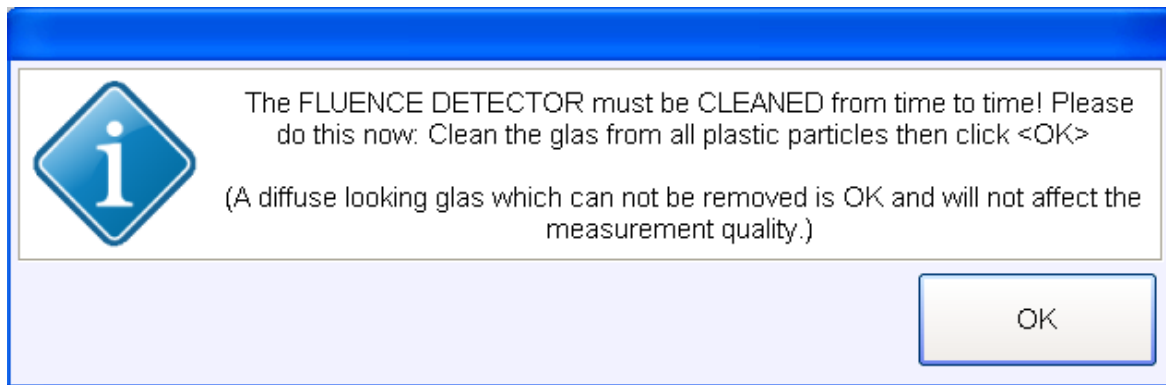 The FLUENCE DETECTOR must be CLEANED from time to time! Please
do this now: Clean the glas from all plastic particles then click <OK>
(A diffuse looking glas which can not be removed is OK and will not affect the
measurement quality.)
OK